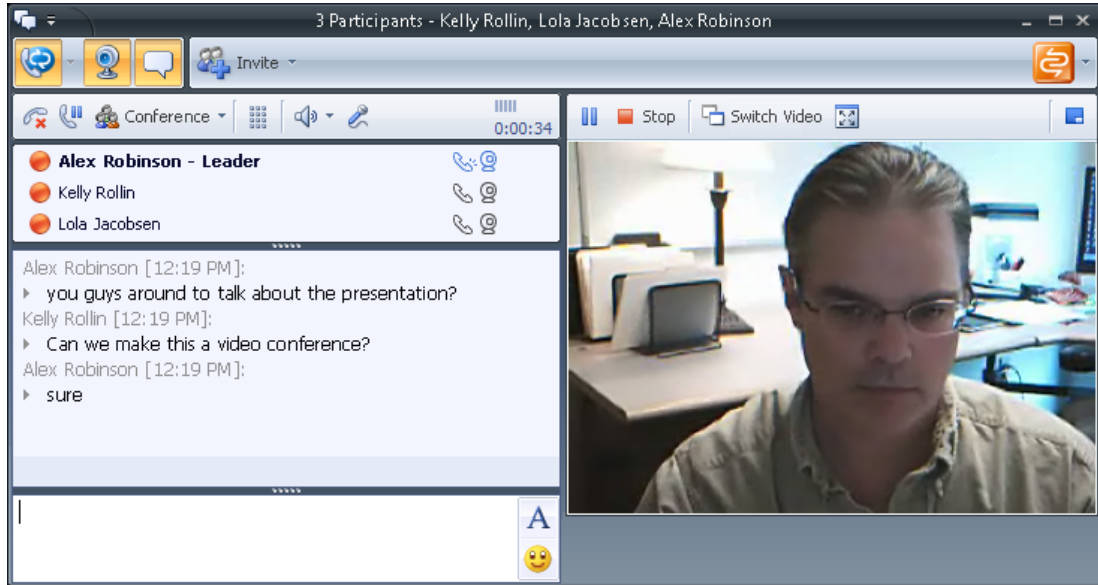 3 Participants - Kelly Rollin, Lola Jacobsen, Alex Robinson
Invite
Conference
0:00:34
Alex Robinson - Leader
Kelly Rollin
Lola Jacobsen
Alex Robinson [12:19 PM]:
you guys around to talk about the presentation?
Kelly Rollin [12:19 PM]:
Can we make this a video conference?
Alex Robinson [12:19 PM]:
sure
A
Stop
Switch Video